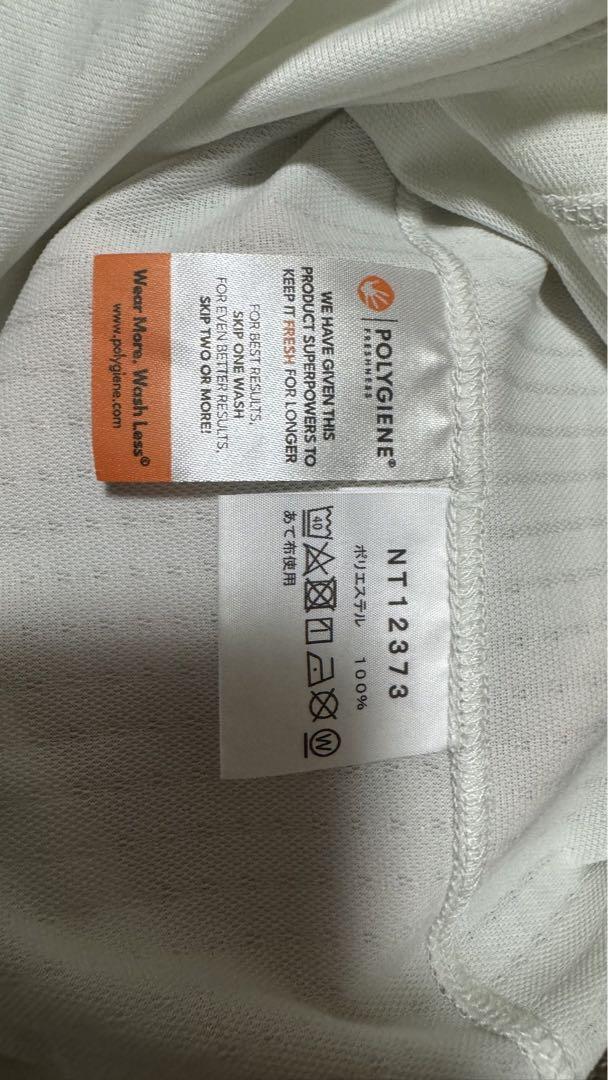 POLYGIENE®
FRESHNESS
WE HAVE GIVEN THIS
PRODUCT SUPERPOWERS TO
KEEP IT FRESH FOR LONGER
FOR BEST RESULTS,
SKIP ONE WASH
FOR EVEN BETTER RESULTS,
SKIP TWO OR MORE!
Wear More. Wash Less®
www.polygiene.com
NT12373
ポリエステル 100%
40
W
あて布使用